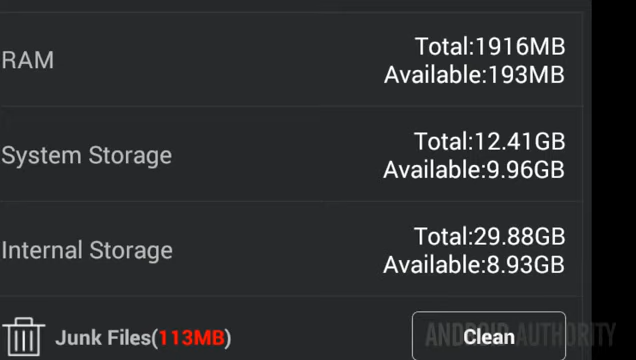 RAM
Total:1916MB
Available:193MB
System Storage
Total:12.41GB
Available:9.96GB
Internal Storage
Total:29.88GB
Available:8.93GB
Junk Files(113MB)
Clean
ANDROID AUTHORITY